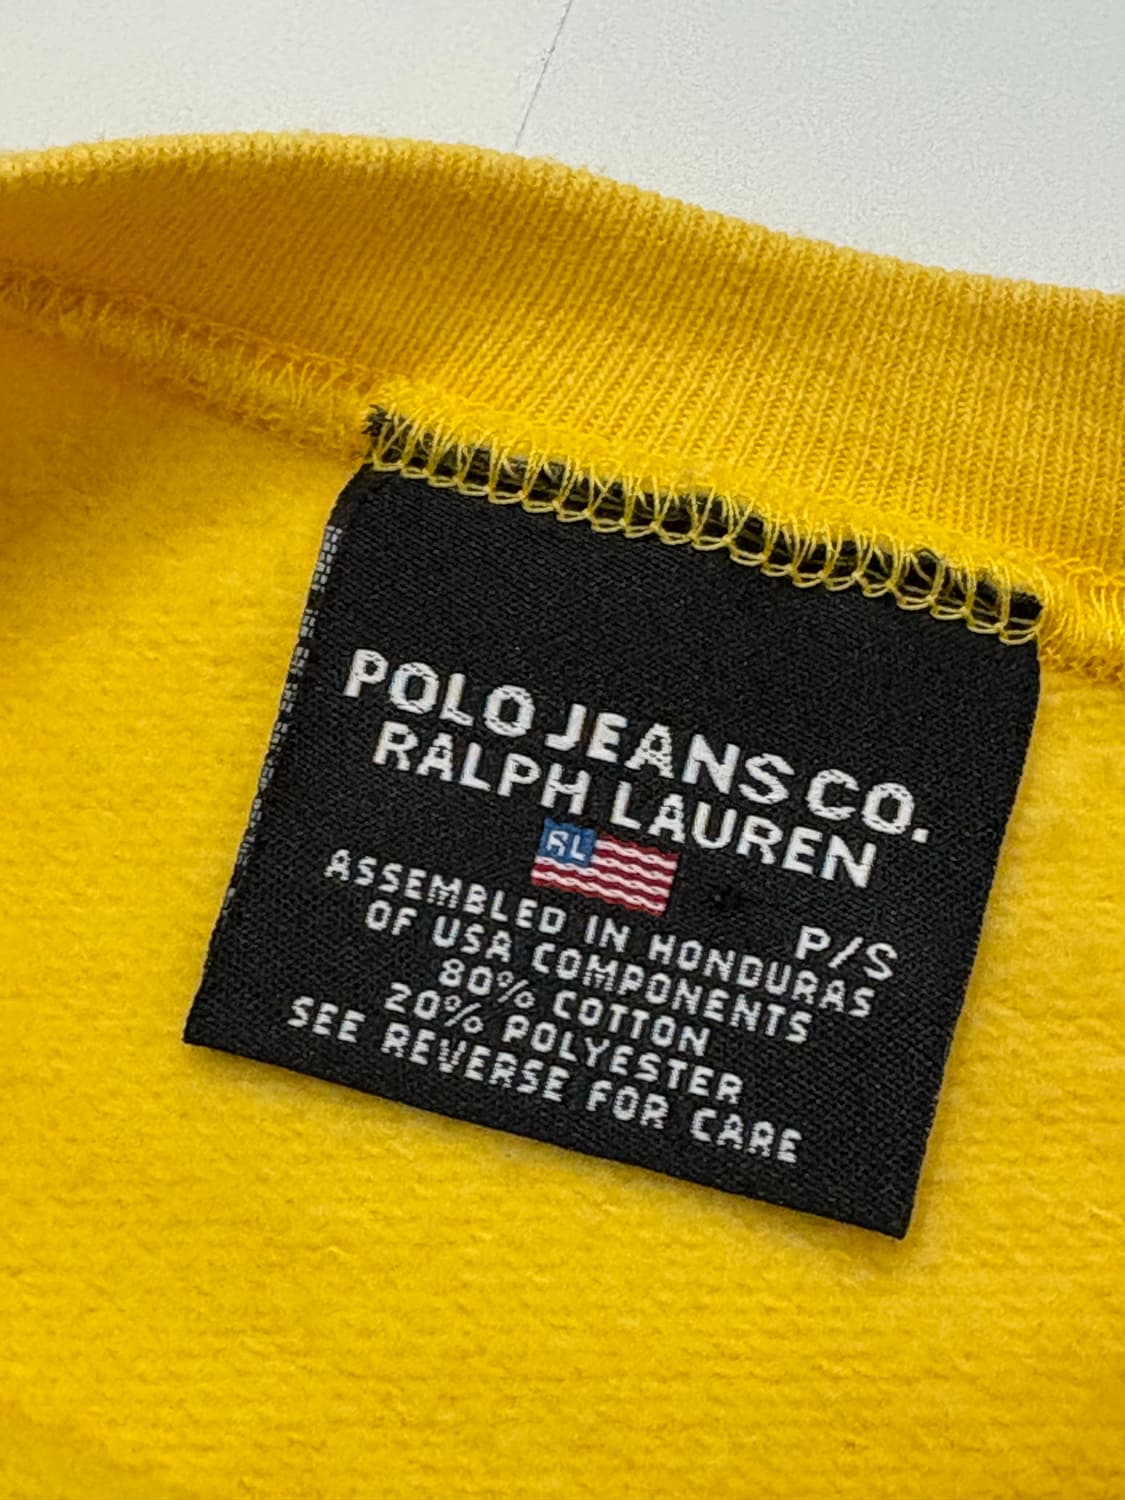 POLO JEANS CO.
RALPH LAUREN
RL
P/S
ASSEMBLED IN HONDURAS
OF USA COMPONENTS
80% COTTON
20% POLYESTER
SEE REVERSE FOR CARE